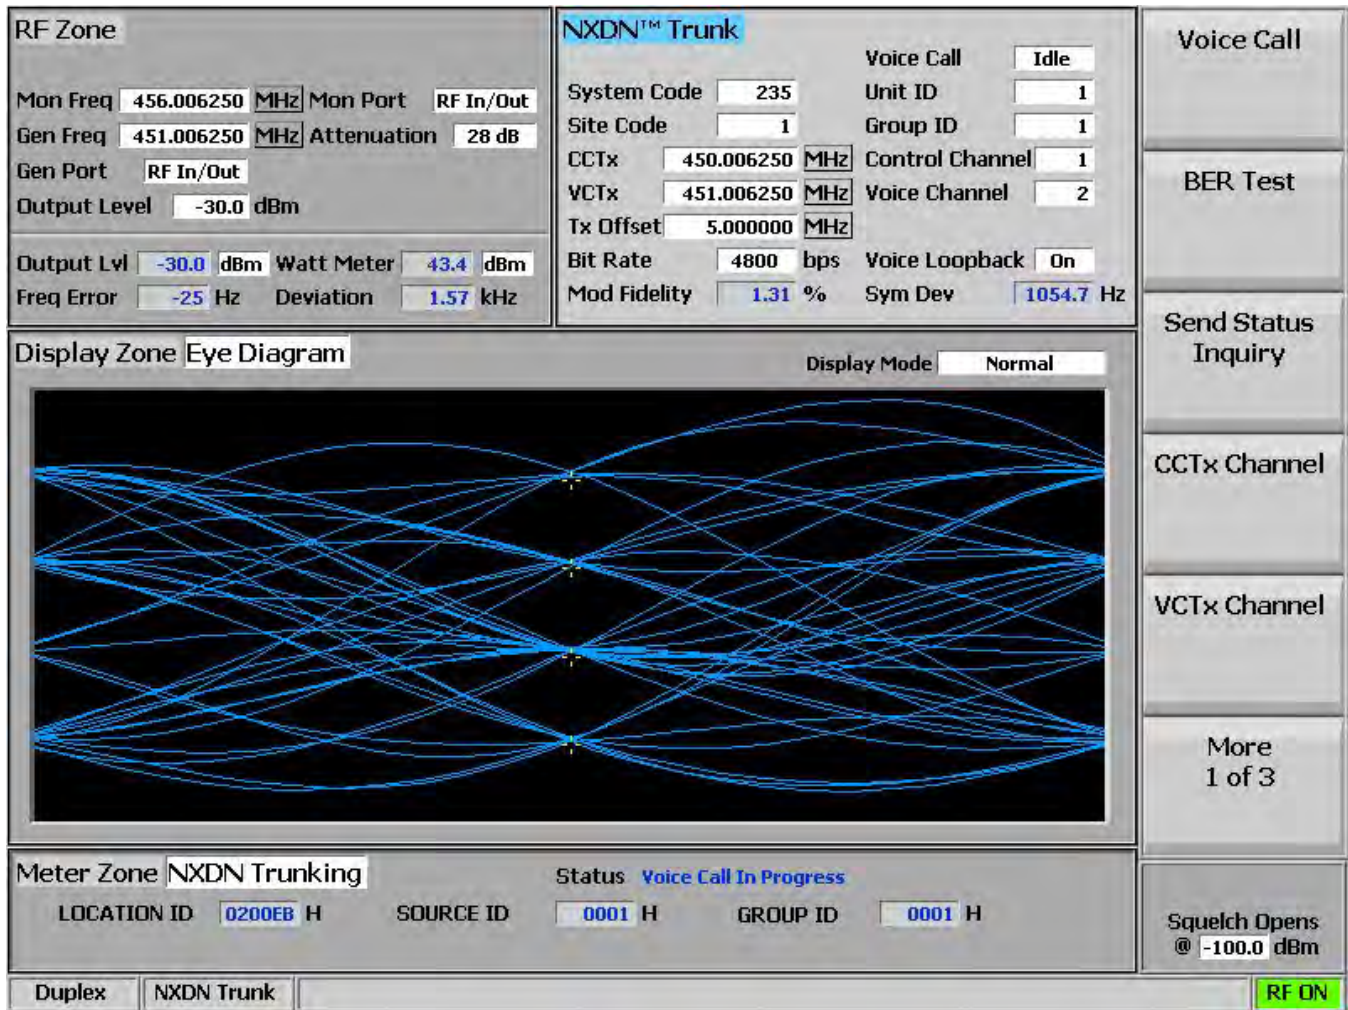 RF Zone
Mon Freq 456.006250 MHz Mon Port RF In/Out
Gen Freq 451.006250 MHz Attenuation 28 dB
Gen Port RF In/Out
Output Level -30.0 dBm
Output Lvl -30.0 dBm Watt Meter 43.4 dBm
Freq Error -25 Hz Deviation 1.57 kHz
NXDN™ Trunk
Voice Call Idle
System Code 235 Unit ID 1
Site Code 1 Group ID 1
CCTx 450.006250 MHz Control Channel 1
VCTx 451.006250 MHz Voice Channel 2
Tx Offset 5.000000 MHz
Bit Rate 4800 bps Voice Loopback On
Mod Fidelity 1.31 % Sym Dev 1054.7 Hz
Display Zone Eye Diagram
Display Mode Normal
Meter Zone NXDN Trunking
Status Voice Call In Progress
LOCATION ID 0200EB H SOURCE ID 0001 H GROUP ID 0001 H
Voice Call
BER Test
Send Status
Inquiry
CCTx Channel
VCTx Channel
More
1 of 3
Squelch Opens
@ -100.0 dBm
Duplex NXDN Trunk RF ON